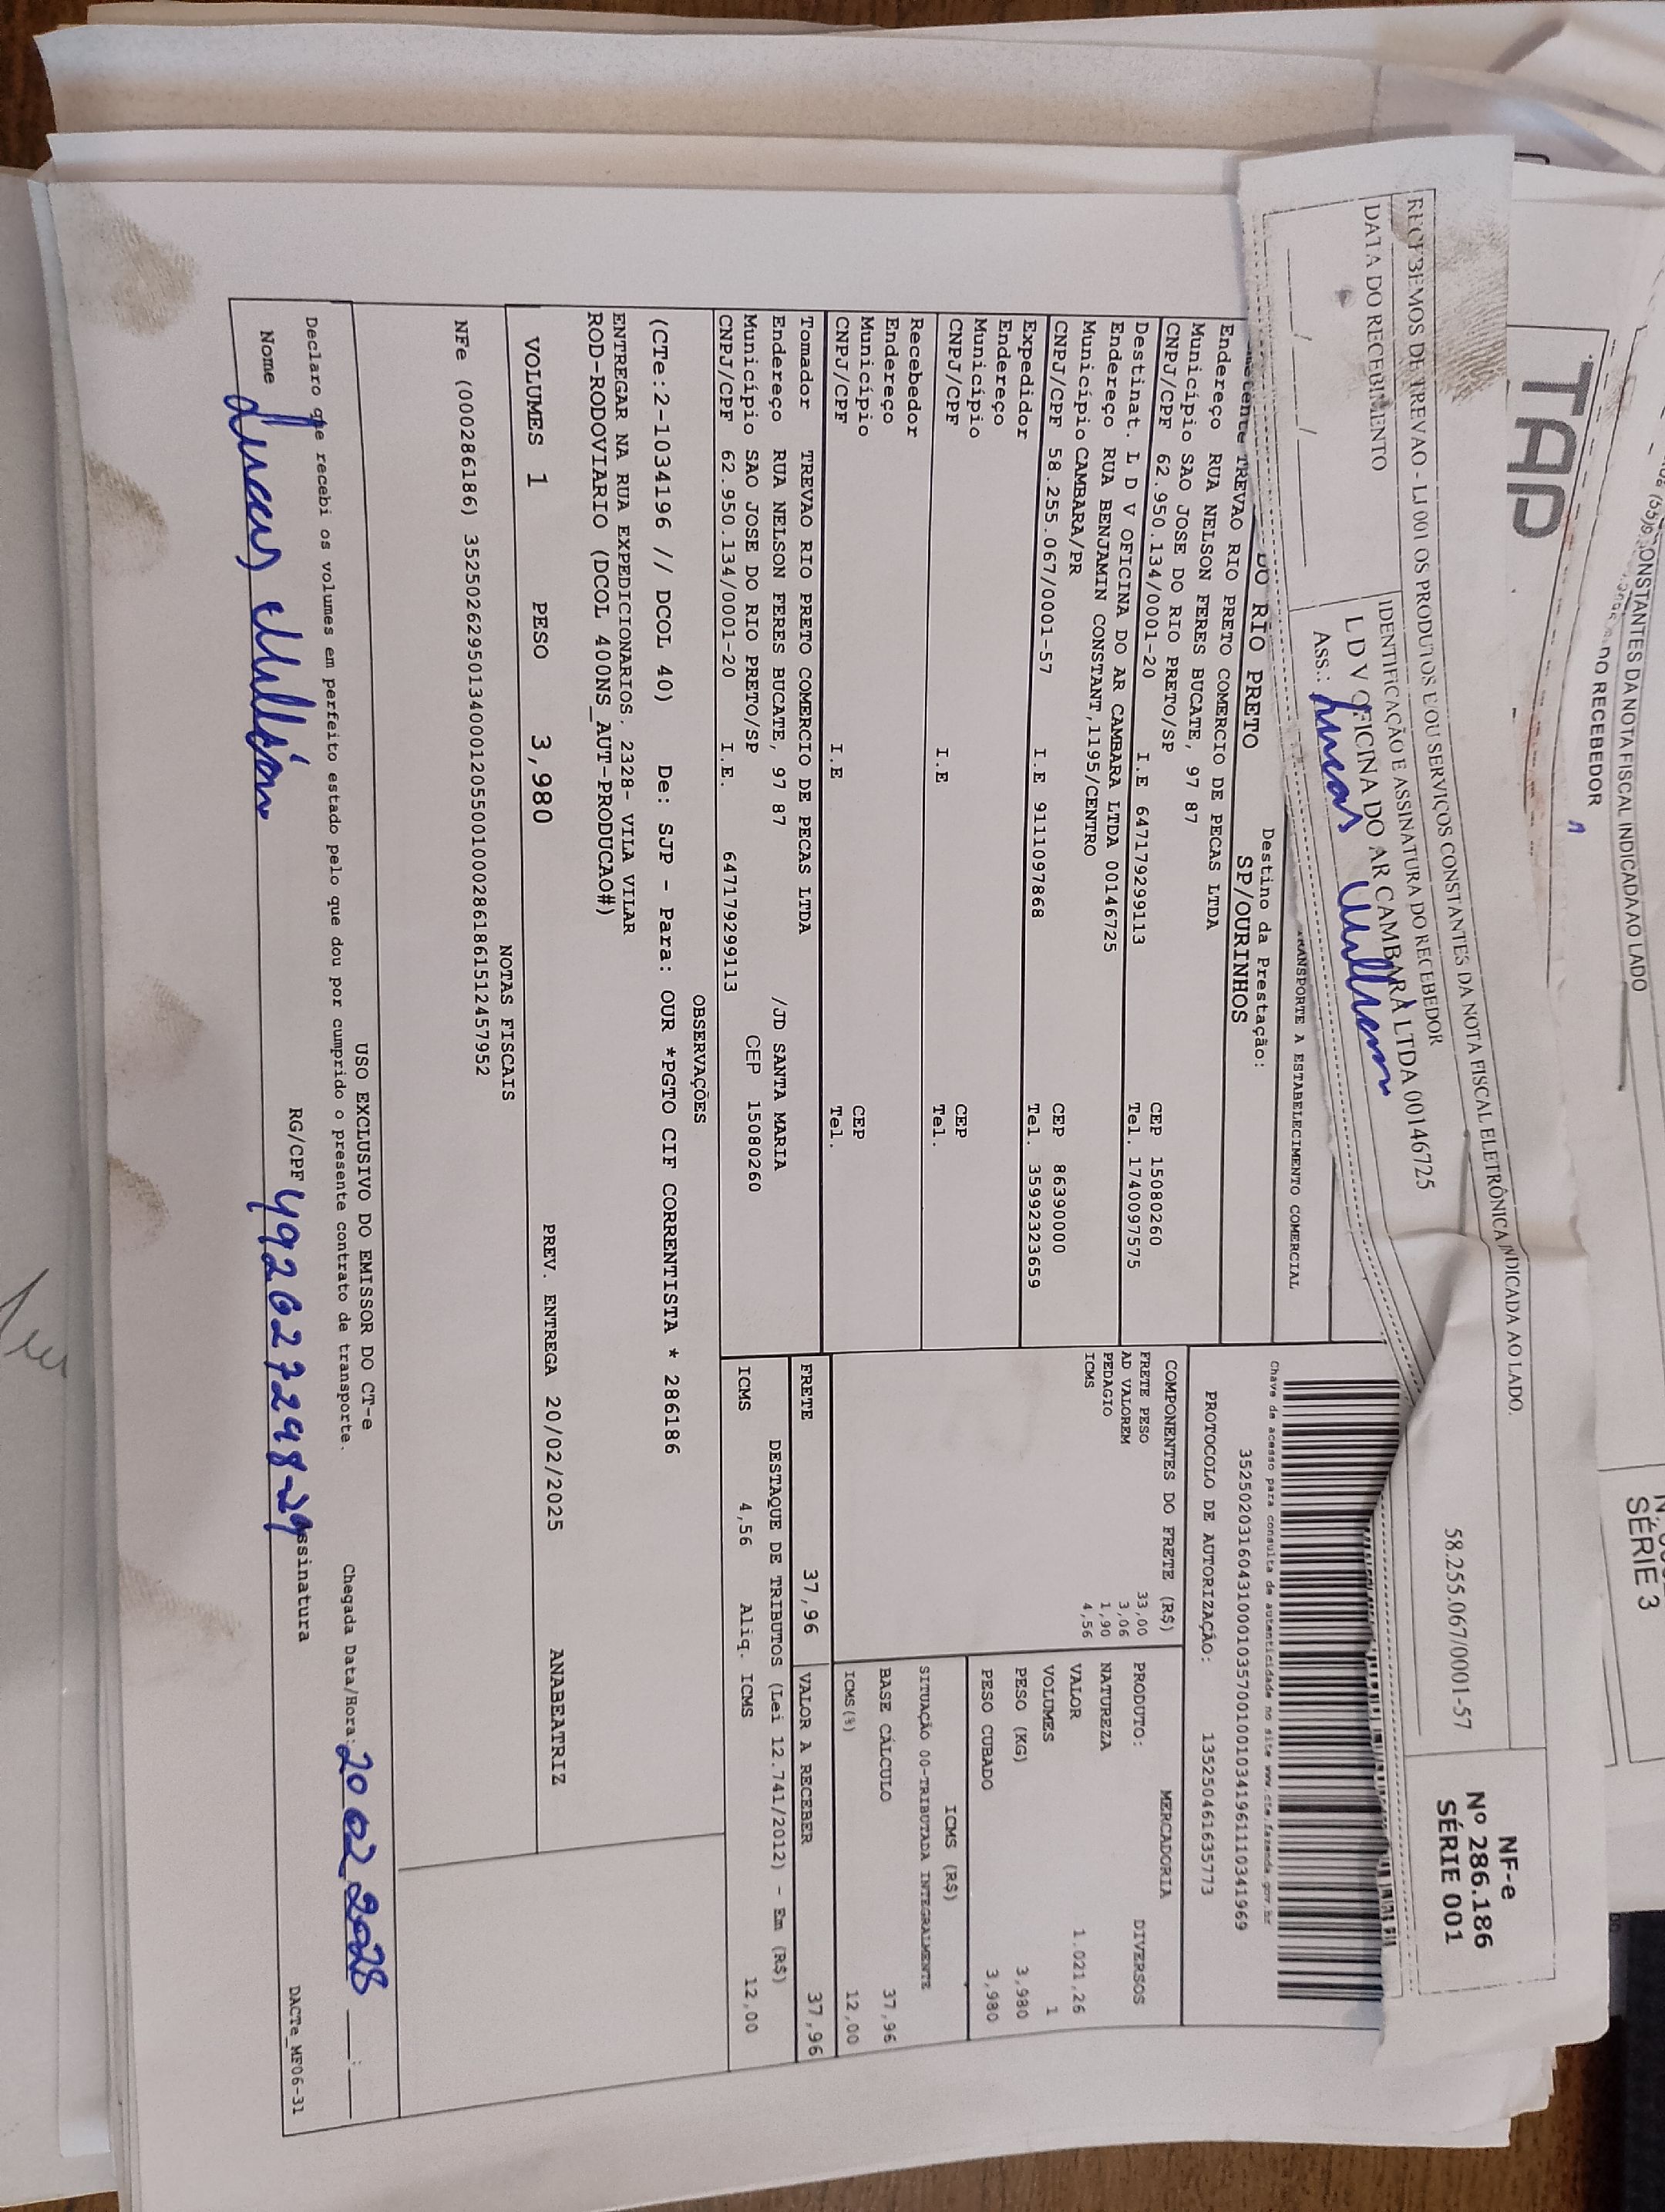 TAP
CONSTANTES DA NOTA FISCAL INDICADA AO LADO
DO RECEBEDOR
SÉRIE 3
RECEBEMOS DE TREVAO - LJ 001 OS PRODUTOS E/OU SERVIÇOS CONSTANTES DA NOTA FISCAL ELETRÔNICA INDICADA AO LADO.
DATA DO RECEBIMENTO
IDENTIFICAÇÃO E ASSINATURA DO RECEBEDOR
L D V OFICINA DO AR CAMBARA LTDA 00146725
58.255.067/0001-57
ASS.: Lucas Willian
___/___/______
NF-e
Nº 286.186
SÉRIE 001
TRANSPORTE A ESTABELECIMENTO COMERCIAL
DO RIO PRETO
Destino da Prestação:
SP/OURINHOS
TREVAO RIO PRETO COMERCIO DE PECAS LTDA
Endereço RUA NELSON FERES BUCATE, 97 87
Município SAO JOSE DO RIO PRETO/SP CEP 15080260
CNPJ/CPF 62.950.134/0001-20 I.E 647179299113 Tel. 1740097575
Destinat. L D V OFICINA DO AR CAMBARA LTDA 00146725
Endereço RUA BENJAMIN CONSTANT,1195/CENTRO
Município CAMBARA/PR CEP 86390000
CNPJ/CPF 58.255.067/0001-57 I.E 9111097868 Tel. 35992323659
Expedidor
Endereço
Município CEP
CNPJ/CPF I.E Tel.
Recebedor
Endereço
Município CEP
CNPJ/CPF I.E Tel.
Tomador TREVAO RIO PRETO COMERCIO DE PECAS LTDA
Endereço RUA NELSON FERES BUCATE, 97 87 /JD SANTA MARIA
Município SAO JOSE DO RIO PRETO/SP CEP 15080260
CNPJ/CPF 62.950.134/0001-20 I.E. 647179299113
Chave de acesso para consulta de autenticidade no site www.cte.fazenda.gov.br
35250203160431000103570010010341961110341969
PROTOCOLO DE AUTORIZAÇÃO: 135250461635773
COMPONENTES DO FRETE (R$)
FRETE PESO 33,00
AD VALOREM 3,06
PEDAGIO 1,90
ICMS 4,56
MERCADORIA
PRODUTO: DIVERSOS
NATUREZA
VALOR 1.021,26
VOLUMES 1
PESO (KG) 3,980
PESO CUBADO 3,980
ICMS (R$)
SITUAÇÃO 00-TRIBUTADA INTEGRALMENTE
BASE CÁLCULO 37,96
ICMS(%) 12,00
FRETE 37,96 VALOR A RECEBER 37,96
DESTAQUE DE TRIBUTOS (Lei 12.741/2012) - Em (R$)
ICMS 4,56 Aliq. ICMS 12,00
OBSERVAÇÕES
(CTe:2-1034196 // DCOL 40) De: SJP - Para: OUR *PGTO CIF CORRENTISTA * 286186
ENTREGAR NA RUA EXPEDICIONARIOS. 2328- VILA VILAR
ROD-RODOVIARIO (DCOL 400NS_AUT-PRODUCAO#)
VOLUMES 1 PESO 3,980 PREV. ENTREGA 20/02/2025 ANABEATRIZ
NOTAS FISCAIS
NFe (000286186) 35250262950134000120550010002861861512457952
USO EXCLUSIVO DO EMISSOR DO CT-e
Declaro que recebi os volumes em perfeito estado pelo que dou por cumprido o presente contrato de transporte.
Chegada Data/Hora: 20 02 2028 ___:___
Nome Lucas Willian RG/CPF 492027298-29 Assinatura
DACTe_MF06-31